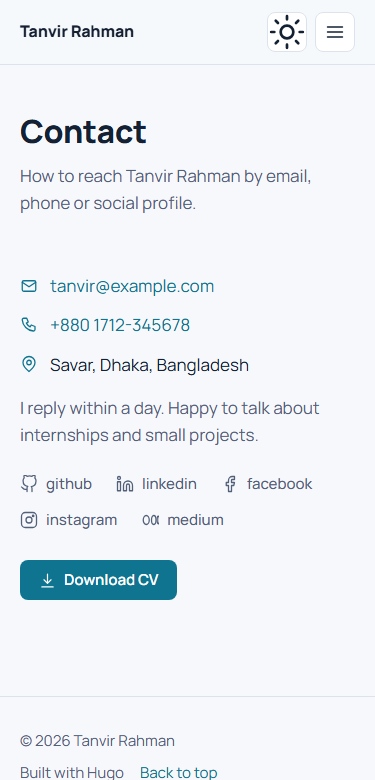 Tanvir Rahman
Contact
How to reach Tanvir Rahman by email,
phone or social profile.
tanvir@example.com
+880 1712-345678
Savar, Dhaka, Bangladesh
I reply within a day. Happy to talk about
internships and small projects.
github linkedin facebook
instagram medium
Download CV
© 2026 Tanvir Rahman
Built with Hugo Back to top